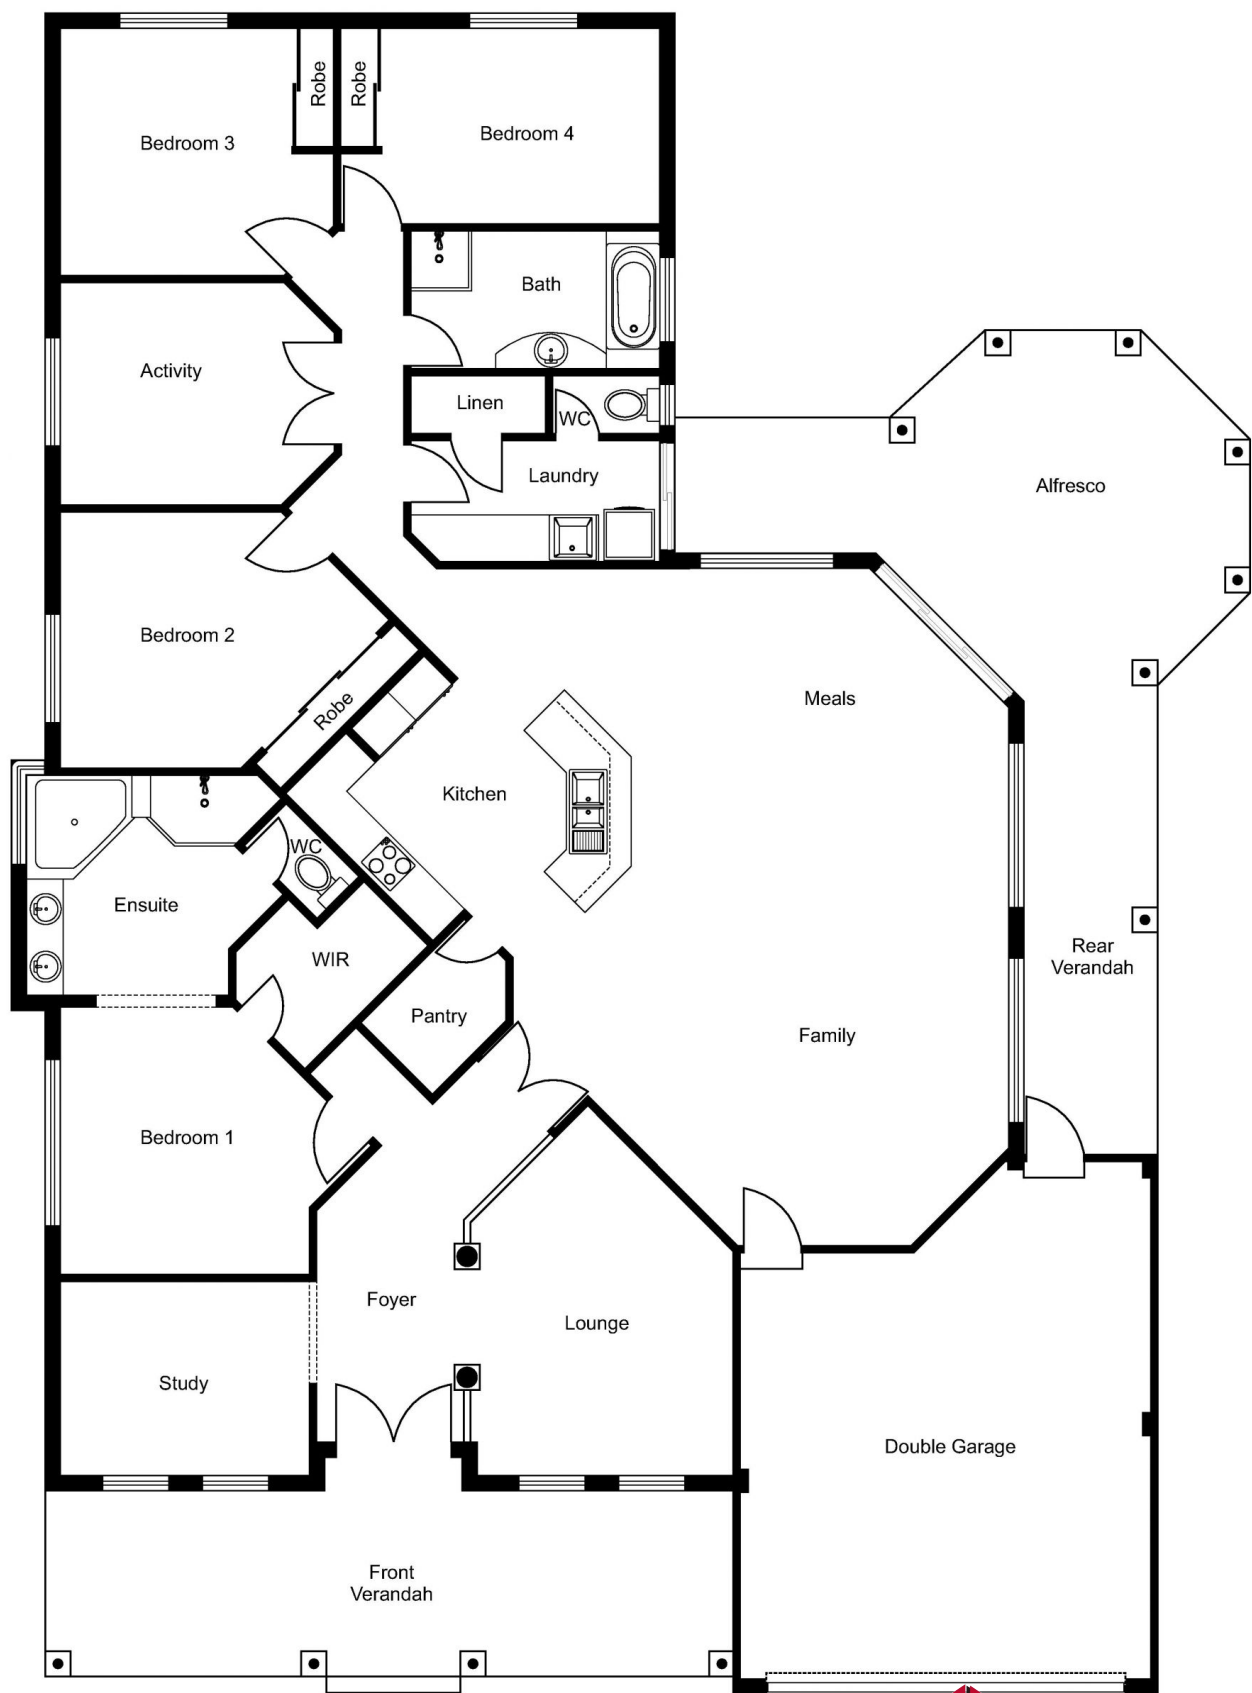 Robe
Robe
Bedroom 3
Bedroom 4
Bath
Activity
Linen
WC
Laundry
Alfresco
Bedroom 2
Robe
Meals
Kitchen
WC
Ensuite
WIR
Pantry
Rear
Verandah
Family
Bedroom 1
Foyer
Lounge
Study
Double Garage
Front
Verandah